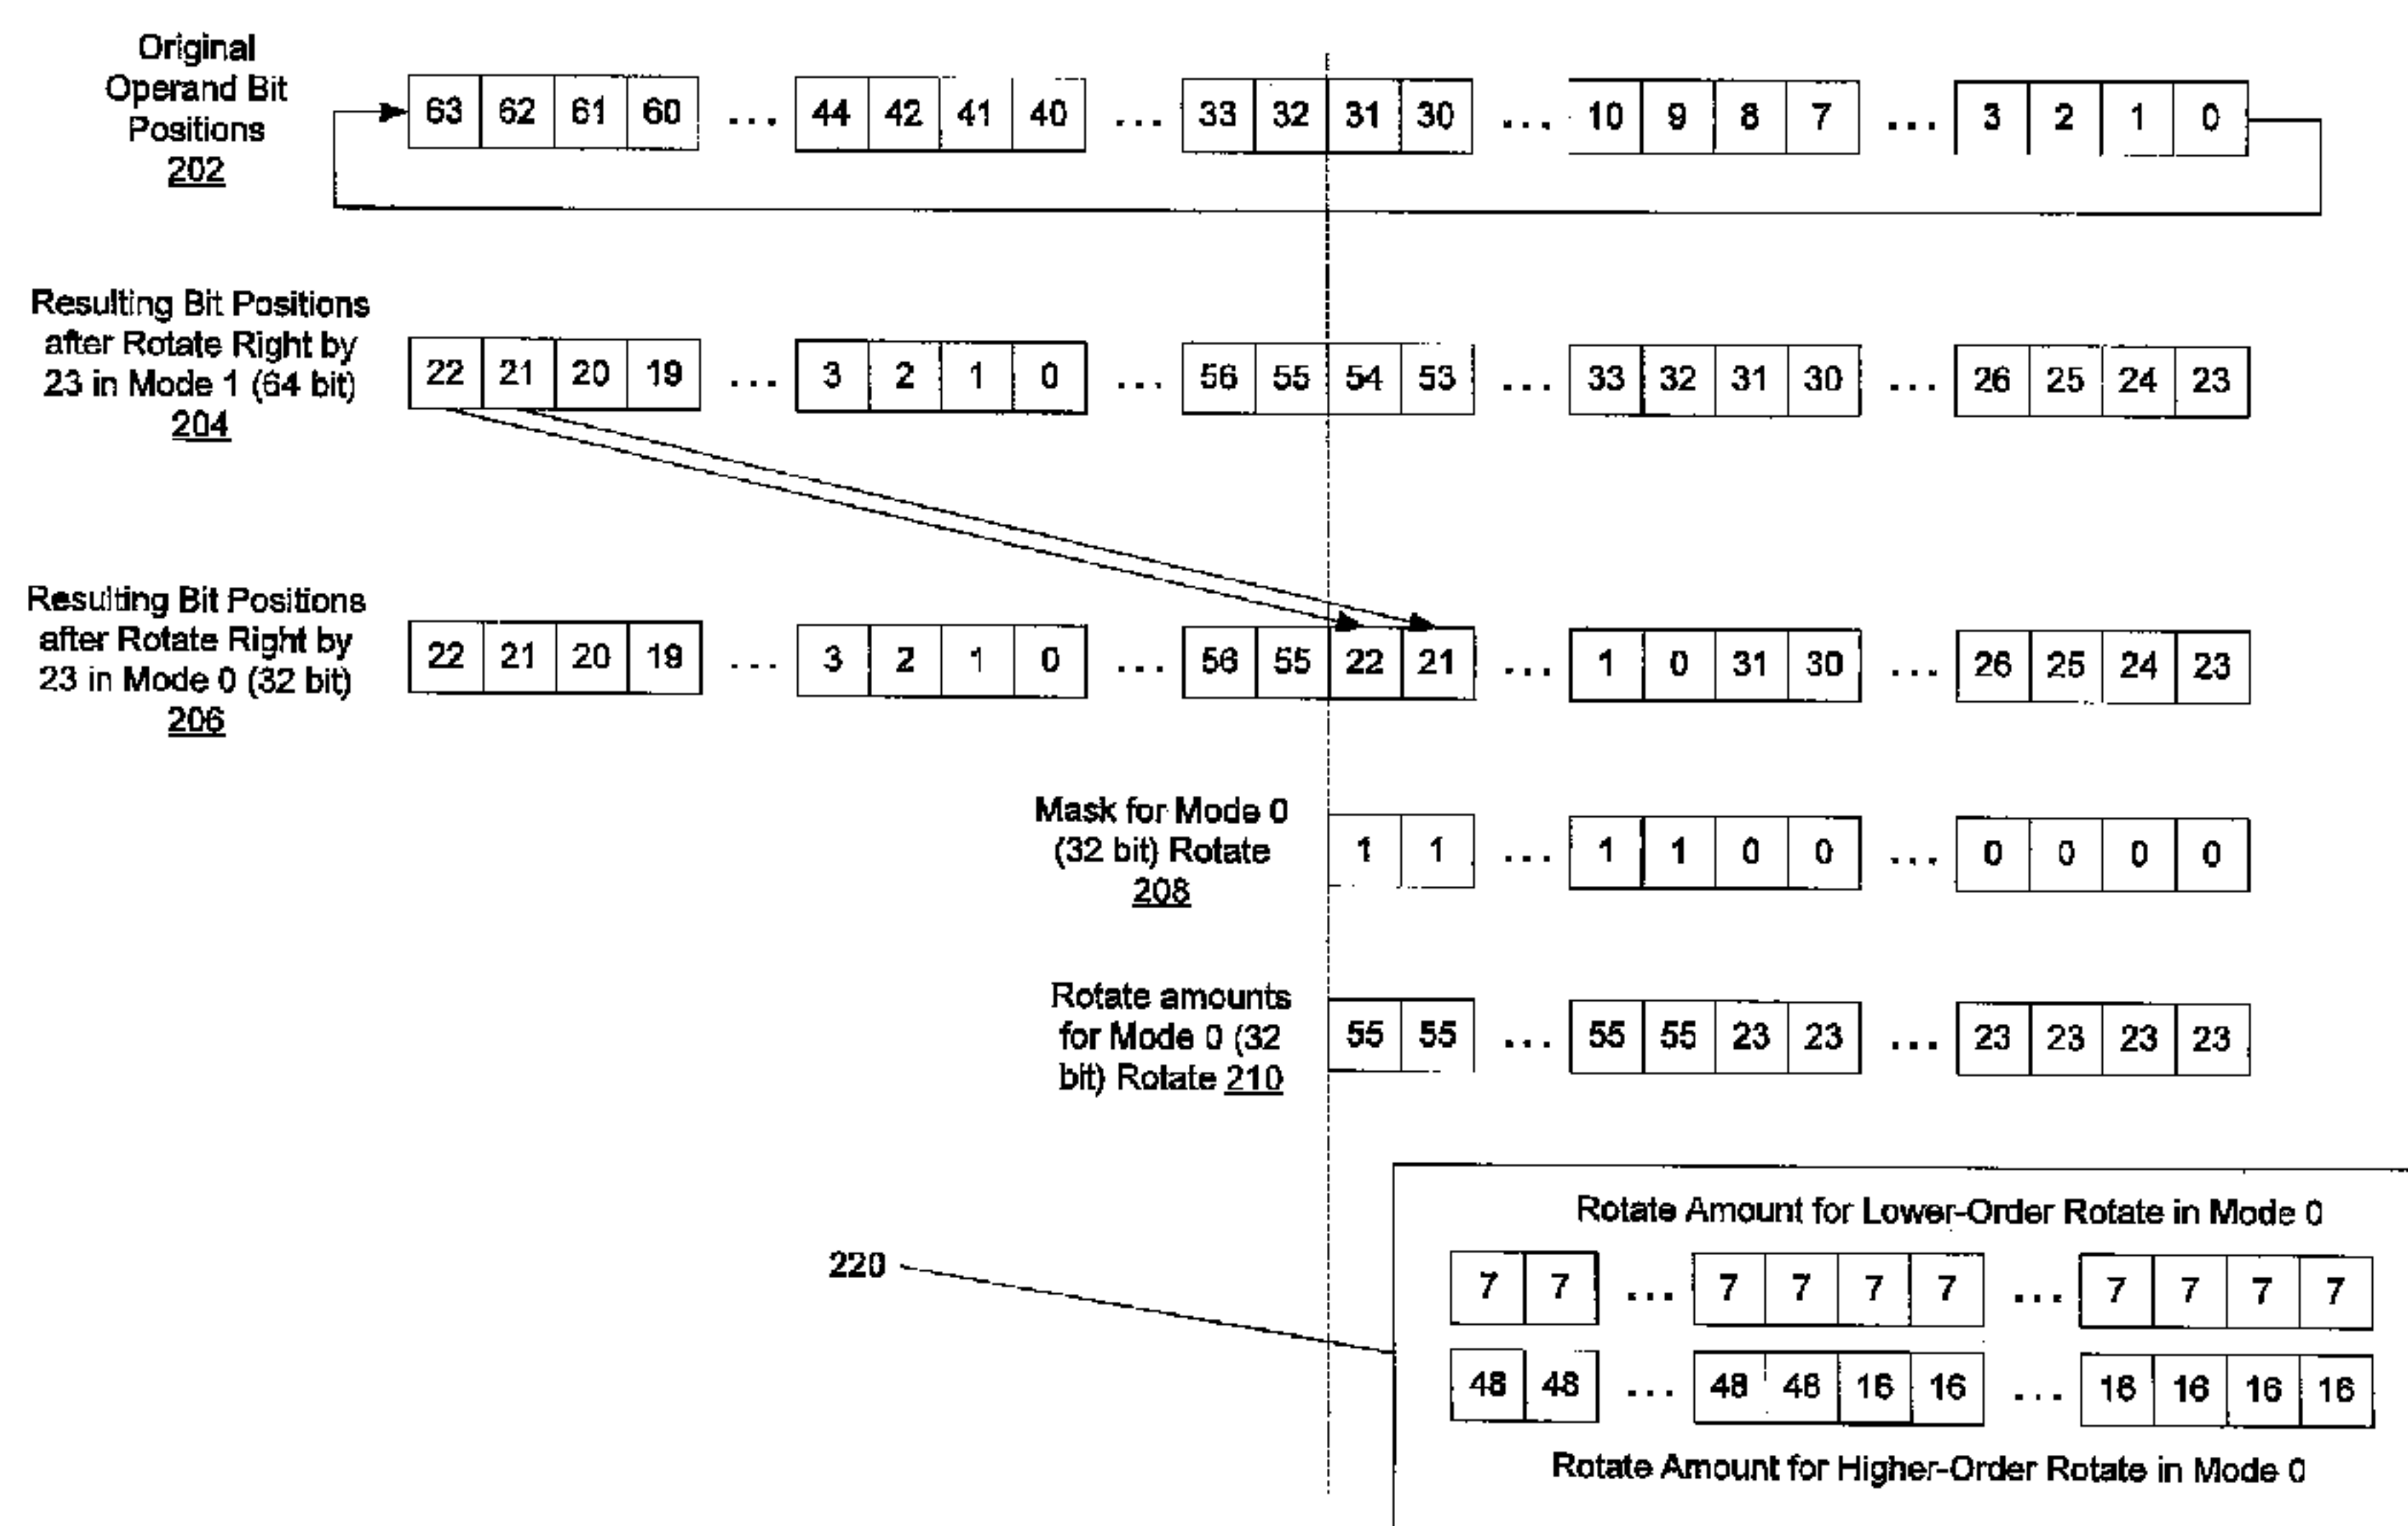 Original
Operand Bit
Positions
202
63 62 61 60 ... 44 42 41 40 ... 33 32 31 30 ... 10 9 8 7 ... 3 2 1 0
Resulting Bit Positions
after Rotate Right by
23 in Mode 1 (64 bit)
204
22 21 20 19 ... 3 2 1 0 ... 56 55 54 53 ... 33 32 31 30 ... 26 25 24 23
Resulting Bit Positions
after Rotate Right by
23 in Mode 0 (32 bit)
206
22 21 20 19 ... 3 2 1 0 ... 56 55 22 21 ... 1 0 31 30 ... 26 25 24 23
Mask for Mode 0
(32 bit) Rotate
208
1 1 ... 1 1 0 0 ... 0 0 0 0
Rotate amounts
for Mode 0 (32
bit) Rotate 210
55 55 ... 55 55 23 23 ... 23 23 23 23
220
Rotate Amount for Lower-Order Rotate in Mode 0
7 7 ... 7 7 7 7 ... 7 7 7 7
48 48 ... 48 48 16 16 ... 16 16 16 16
Rotate Amount for Higher-Order Rotate in Mode 0